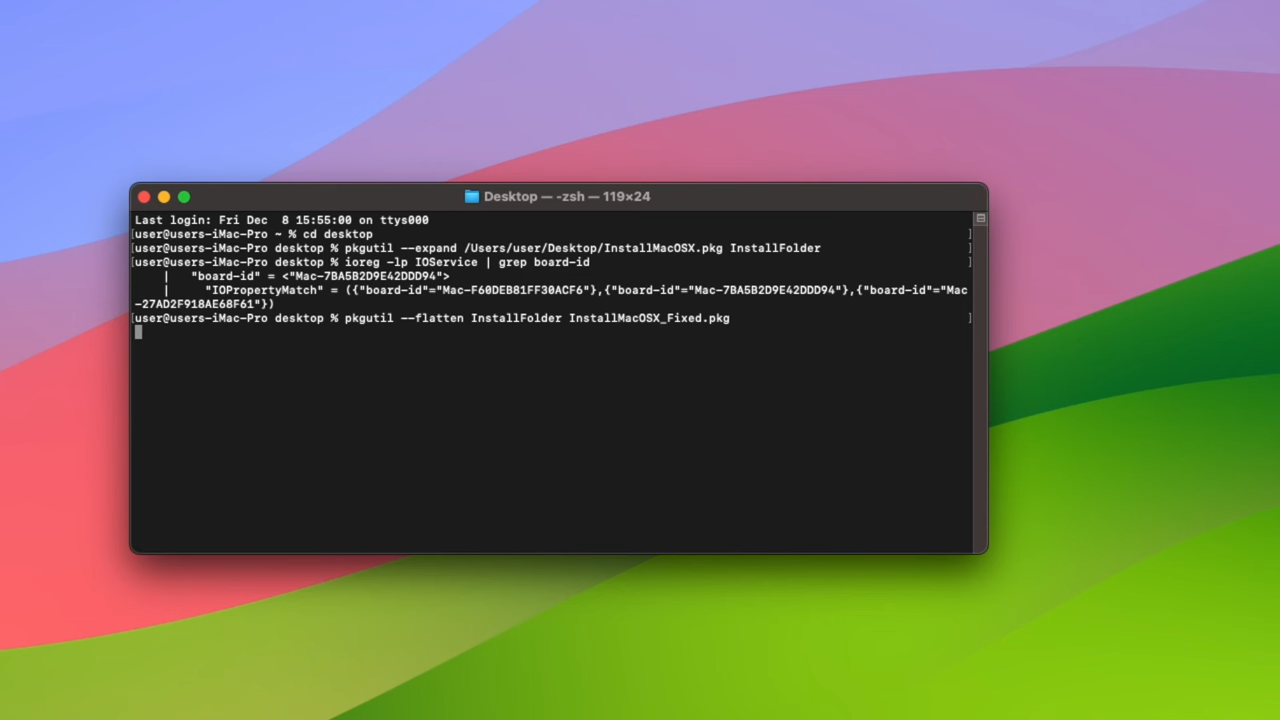 Desktop — -zsh — 119×24
Last login: Fri Dec  8 15:55:00 on ttys000
[user@users-iMac-Pro ~ % cd desktop ]
[user@users-iMac-Pro desktop % pkgutil --expand /Users/user/Desktop/InstallMacOSX.pkg InstallFolder ]
[user@users-iMac-Pro desktop % ioreg -lp IOService | grep board-id ]
    |   "board-id" = <"Mac-7BA5B2D9E42DDD94">
    |     "IOPropertyMatch" = ({"board-id"="Mac-F60DEB81FF30ACF6"},{"board-id"="Mac-7BA5B2D9E42DDD94"},{"board-id"="Mac
-27AD2F918AE68F61"})
[user@users-iMac-Pro desktop % pkgutil --flatten InstallFolder InstallMacOSX_Fixed.pkg ]